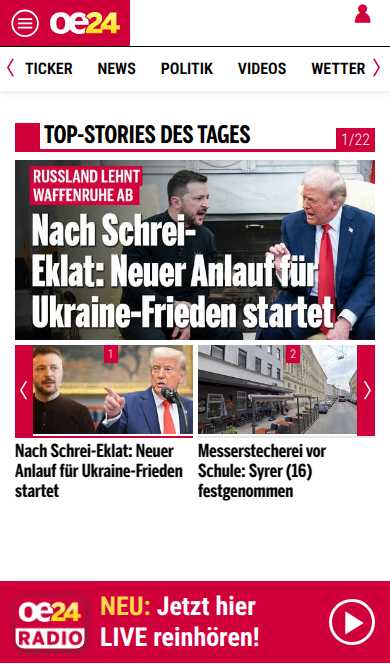 oe24
TICKER NEWS POLITIK VIDEOS WETTER
TOP-STORIES DES TAGES
1/22
RUSSLAND LEHNT
WAFFENRUHE AB
Nach Schrei-
Eklat: Neuer Anlauf für
Ukraine-Frieden startet
1
2
Nach Schrei-Eklat: Neuer
Anlauf für Ukraine-Frieden
startet
Messerstecherei vor
Schule: Syrer (16)
festgenommen
oe24
RADIO
NEU: Jetzt hier
LIVE reinhören!